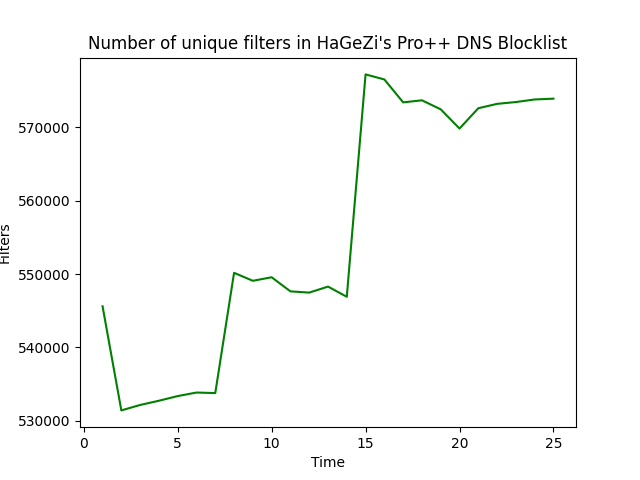 Number of unique filters in HaGeZi's Pro++ DNS Blocklist
Filters
570000
560000
550000
540000
530000
0 5 10 15 20 25
Time